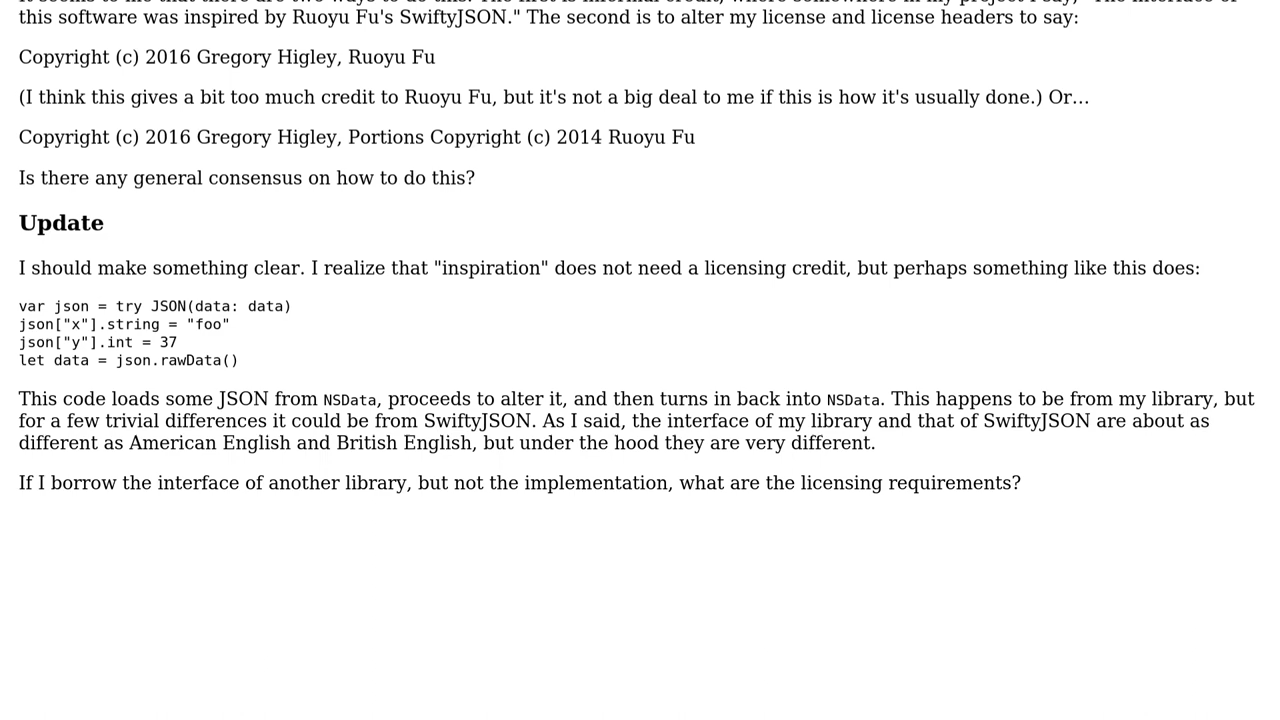 this software was inspired by Ruoyu Fu's SwiftyJSON." The second is to alter my license and license headers to say:
Copyright (c) 2016 Gregory Higley, Ruoyu Fu
(I think this gives a bit too much credit to Ruoyu Fu, but it's not a big deal to me if this is how it's usually done.) Or…
Copyright (c) 2016 Gregory Higley, Portions Copyright (c) 2014 Ruoyu Fu
Is there any general consensus on how to do this?
Update
I should make something clear. I realize that "inspiration" does not need a licensing credit, but perhaps something like this does:
var json = try JSON(data: data)
json["x"].string = "foo"
json["y"].int = 37
let data = json.rawData()
This code loads some JSON from NSData, proceeds to alter it, and then turns in back into NSData. This happens to be from my library, but
for a few trivial differences it could be from SwiftyJSON. As I said, the interface of my library and that of SwiftyJSON are about as
different as American English and British English, but under the hood they are very different.
If I borrow the interface of another library, but not the implementation, what are the licensing requirements?